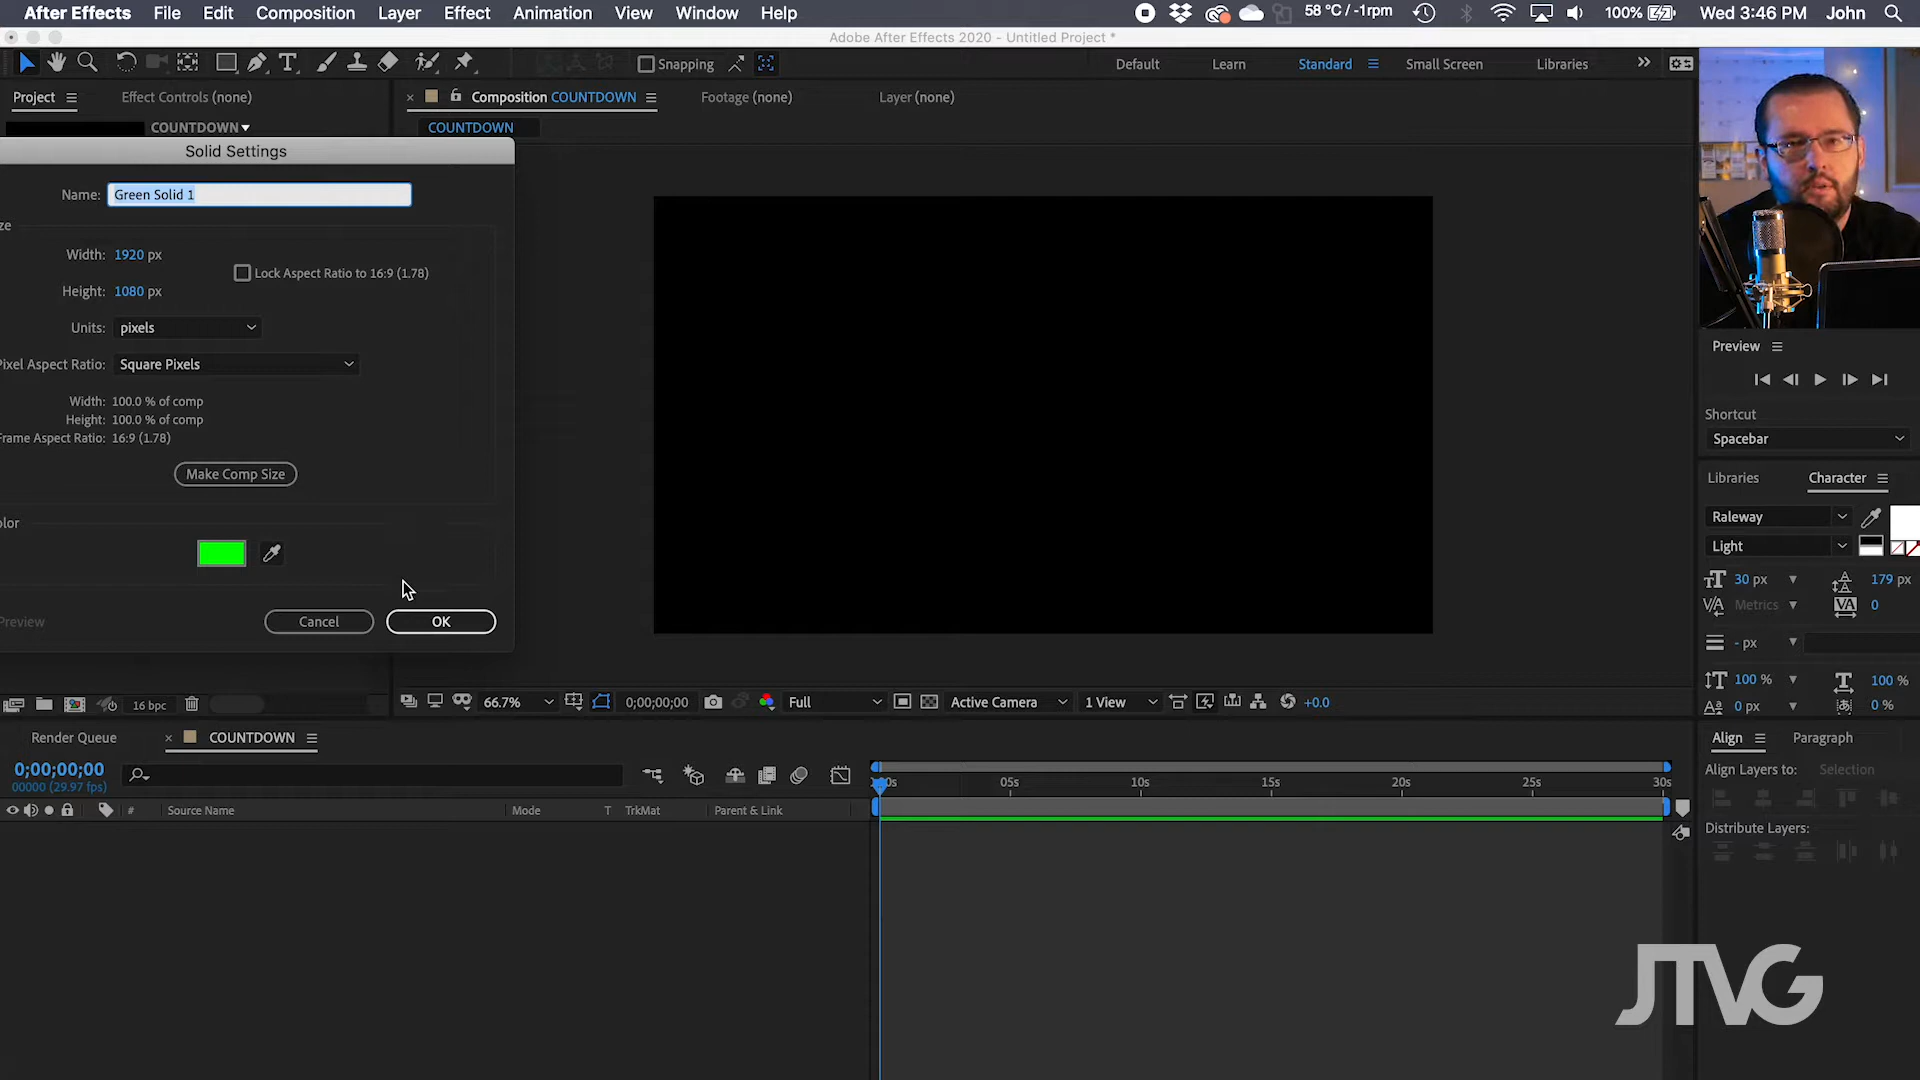 After Effects File Edit Composition Layer Effect Animation View Window Help 58 °C / -1rpm 100% Wed 3:46 PM John
Adobe After Effects 2020 - Untitled Project *
Snapping Default Learn Standard Small Screen Libraries
Project Effect Controls (none) Composition COUNTDOWN Footage (none) Layer (none)
COUNTDOWN COUNTDOWN
Solid Settings
Name: Green Solid 1
ze
Width: 1920 px
Lock Aspect Ratio to 16:9 (1.78)
Height: 1080 px
Units: pixels
Pixel Aspect Ratio: Square Pixels
Width: 100.0 % of comp
Height: 100.0 % of comp
Frame Aspect Ratio: 16:9 (1.78)
Make Comp Size
olor
Preview Cancel OK
Preview
Shortcut
Spacebar
Libraries Character
Raleway
Light
30 px 179 px
Metrics 0
- px
100 % 100 %
0 px 0 %
16 bpc 66.7% 0;00;00;00 Full Active Camera 1 View +0.0
Render Queue COUNTDOWN
0;00;00;00
00000 (29.97 fps)
# Source Name Mode T TrkMat Parent & Link
05s 10s 15s 20s 25s 30s
Align Paragraph
Align Layers to: Selection
Distribute Layers:
JTVG